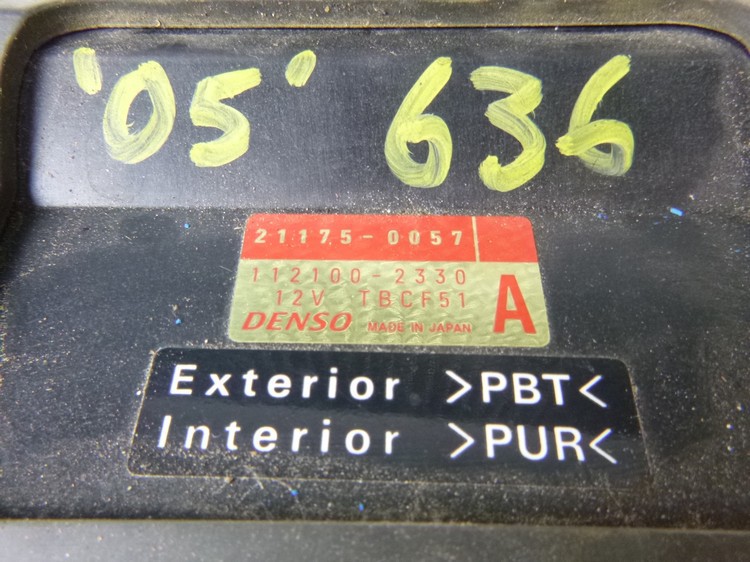 '05' 636
21175-0057
112100-2330
12V TBCF51 A
DENSO MADE IN JAPAN
Exterior >PBT<
Interior >PUR<